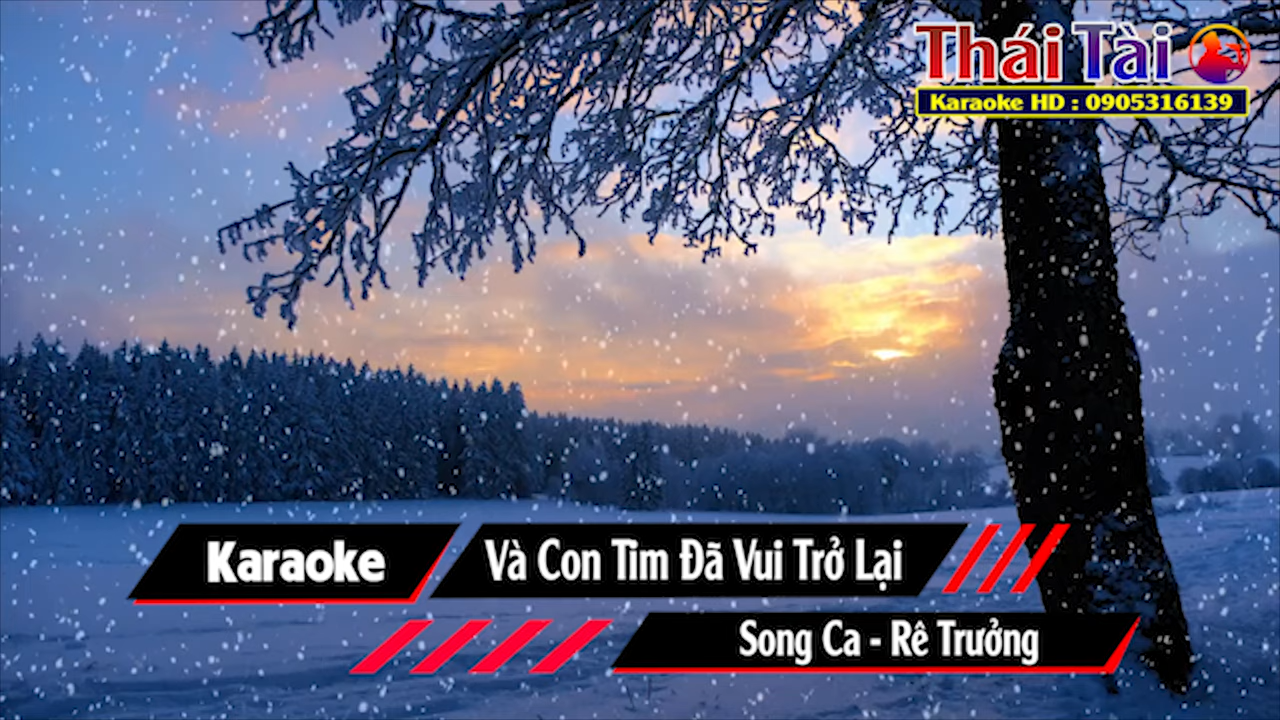 Thái Tài
Karaoke HD : 0905316139
Karaoke
Và Con Tim Đã Vui Trở Lại
Song Ca - Rê Trưởng